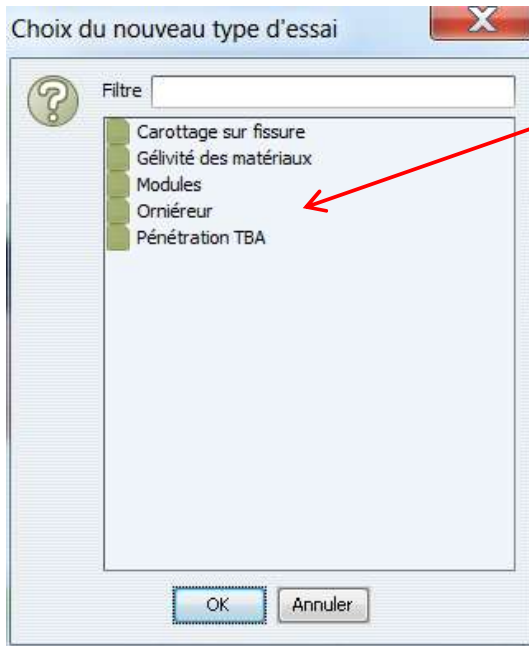 Choix du nouveau type d'essai
Filtre
Carottage sur fissure
Gélivité des matériaux
Modules
Orniéreur
Pénétration TBA
OK Annuler